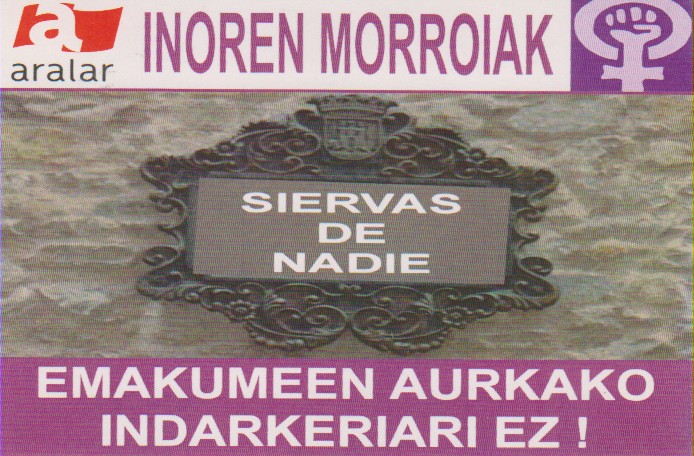 aralar
INOREN MORROIAK
SIERVAS
DE
NADIE
EMAKUMEEN AURKAKO
INDARKERIARI EZ !